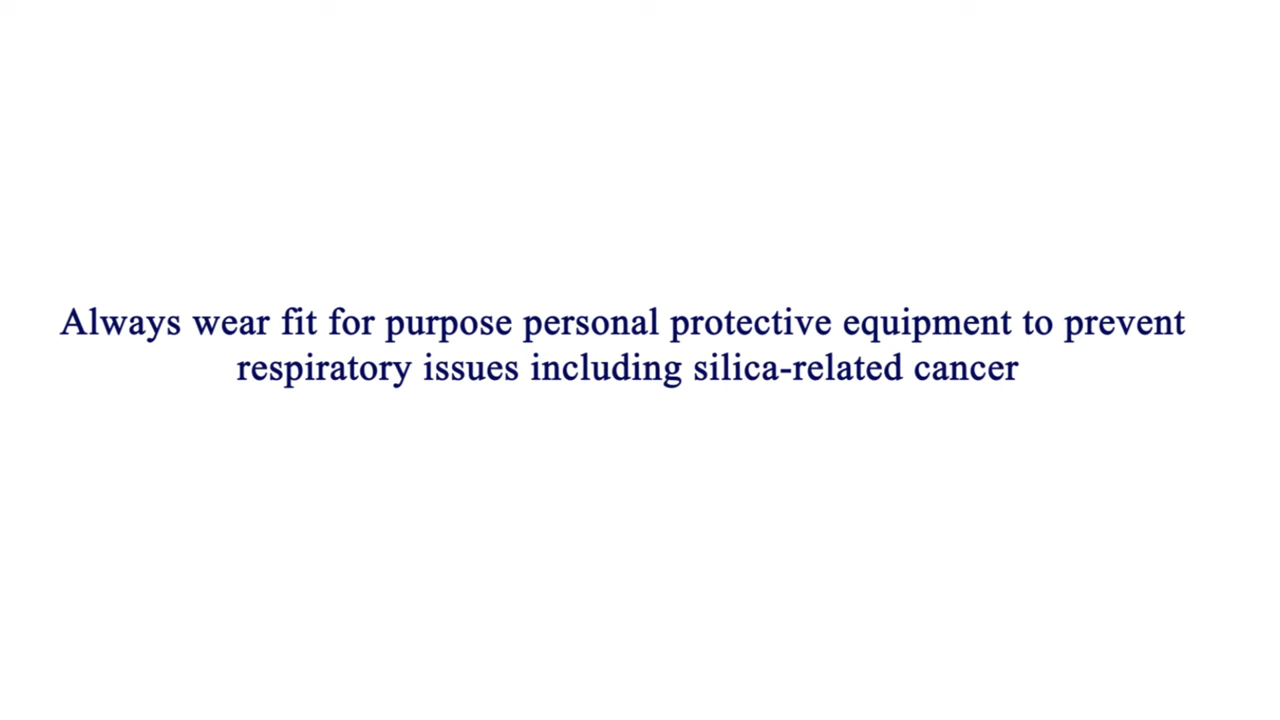 Always wear fit for purpose personal protective equipment to prevent
respiratory issues including silica-related cancer